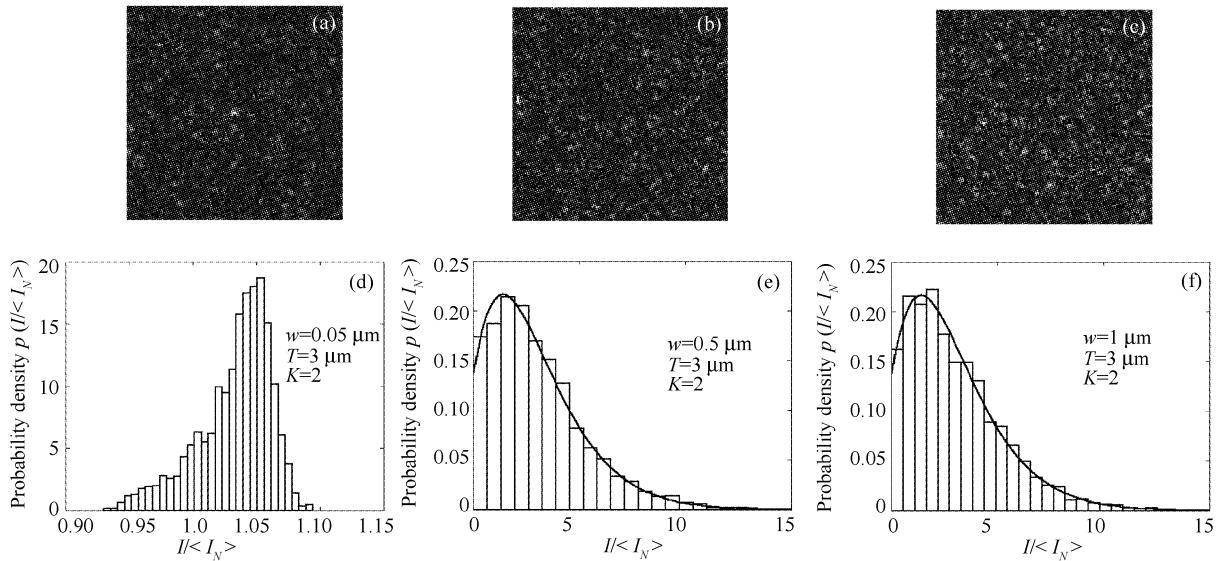 (a)
(b)
(c)
Probability density p (I/< I_N >)
20
15
10
5
0
0.90
0.95
1.0
1.05
1.10
1.15
I/< I_N >
(d)
w=0.05 μm
T=3 μm
K=2
Probability density p (I/< I_N >)
0.25
0.20
0.15
0.10
0.05
0
0
5
10
15
I/< I_N >
(e)
w=0.5 μm
T=3 μm
K=2
Probability density p (I/< I_N >)
0.25
0.20
0.15
0.10
0.05
0
0
5
10
15
I/< I_N >
(f)
w=1 μm
T=3 μm
K=2